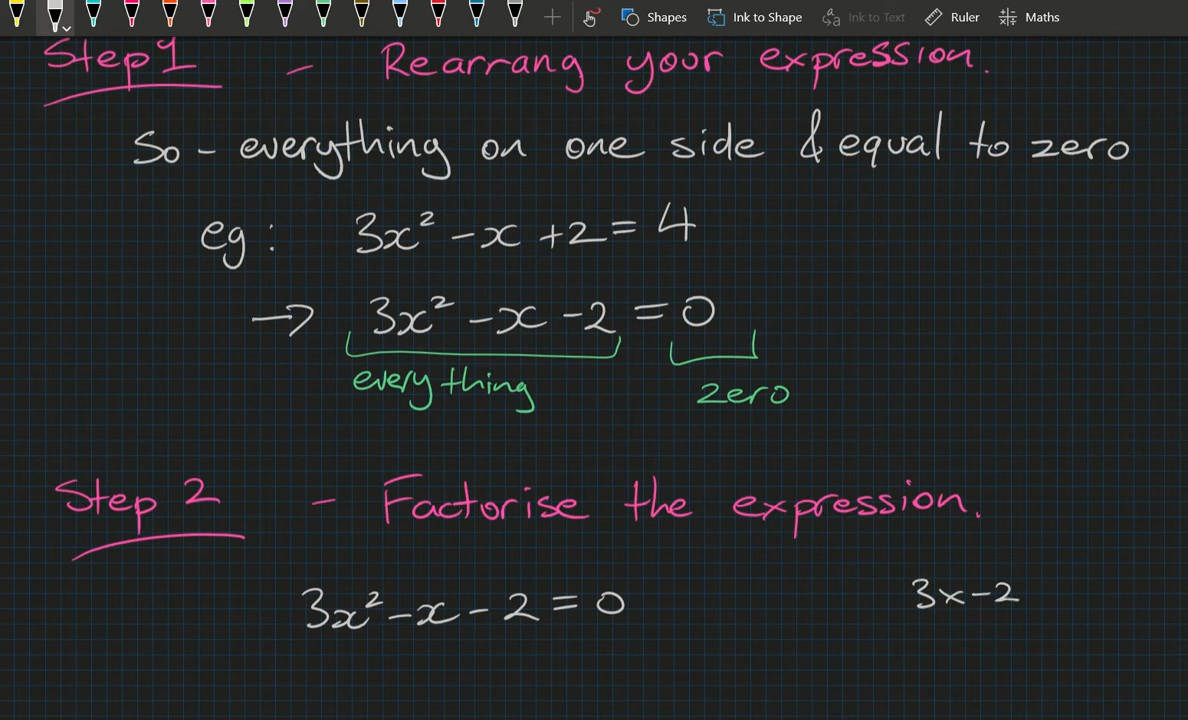 Shapes Ink to Shape Ink to Text Ruler Maths
Step 1 - Rearrang your expression.
So - everything on one side & equal to zero
eg: 3x² - x + 2 = 4
→ 3x² - x - 2 = 0
everything zero
Step 2 - Factorise the expression.
3x² - x - 2 = 0 3x-2